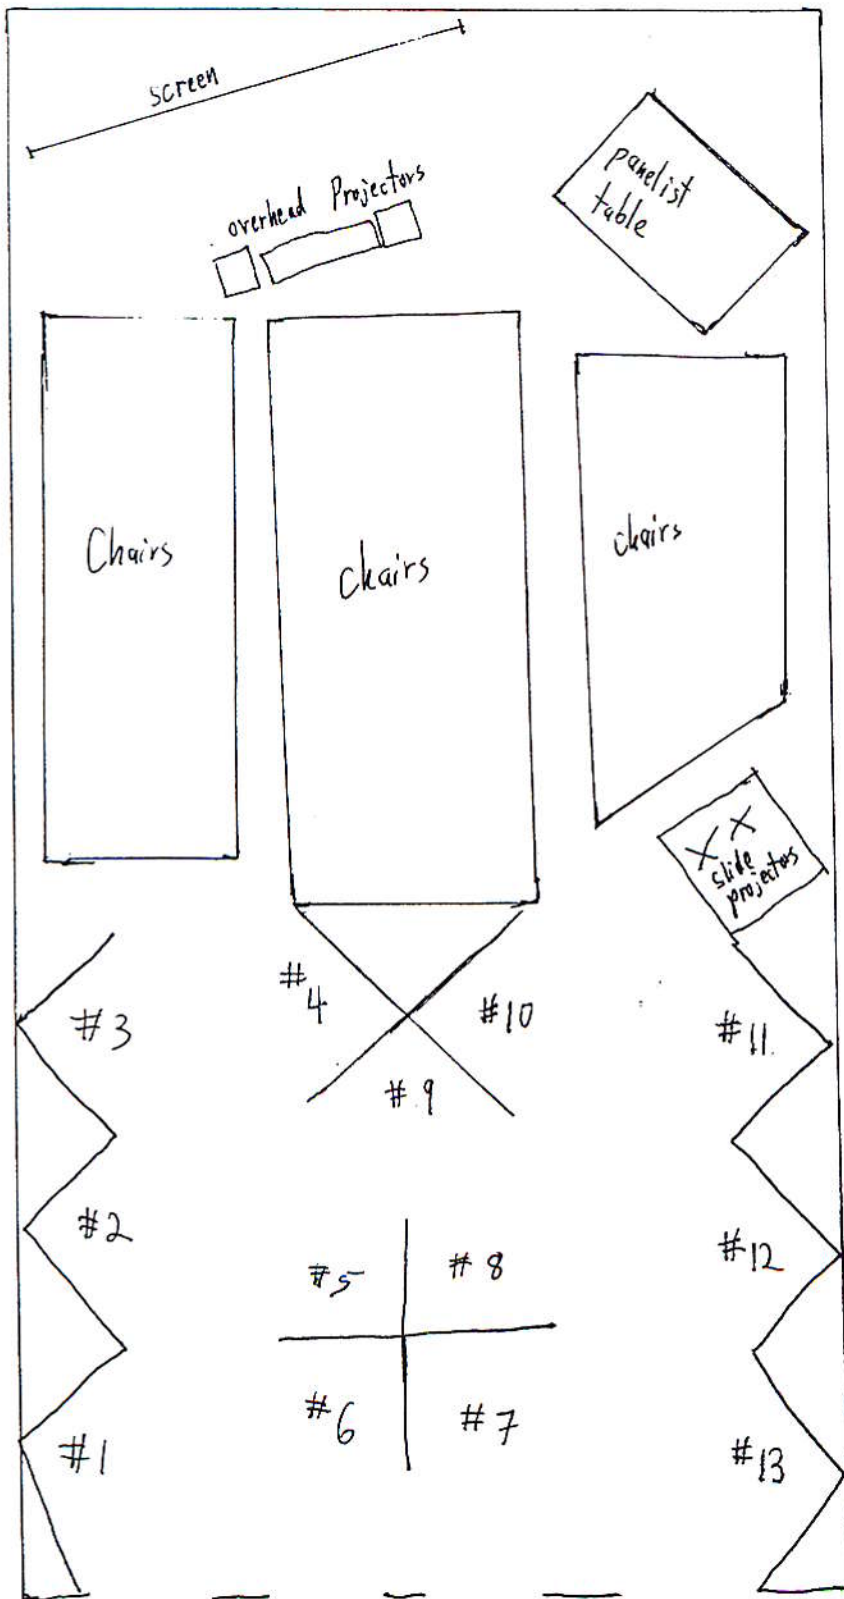 screen
overhead Projectors
panelist
table
Chairs
chairs
chairs
X X
slide
projectors
#3
#4
#10
#11
#9
#2
#5
#8
#12
#6
#7
#1
#13